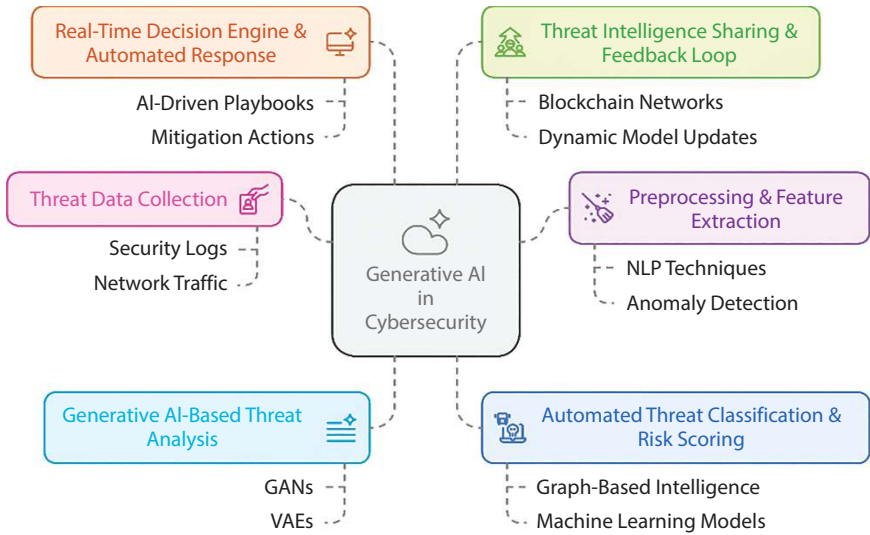 Real-Time Decision Engine &
Automated Response
AI-Driven Playbooks
Mitigation Actions
Threat Intelligence Sharing &
Feedback Loop
Blockchain Networks
Dynamic Model Updates
Threat Data Collection
Security Logs
Network Traffic
Generative AI
in
Cybersecurity
Preprocessing & Feature
Extraction
NLP Techniques
Anomaly Detection
Generative AI-Based Threat
Analysis
GANs
VAEs
Automated Threat Classification &
Risk Scoring
Graph-Based Intelligence
Machine Learning Models